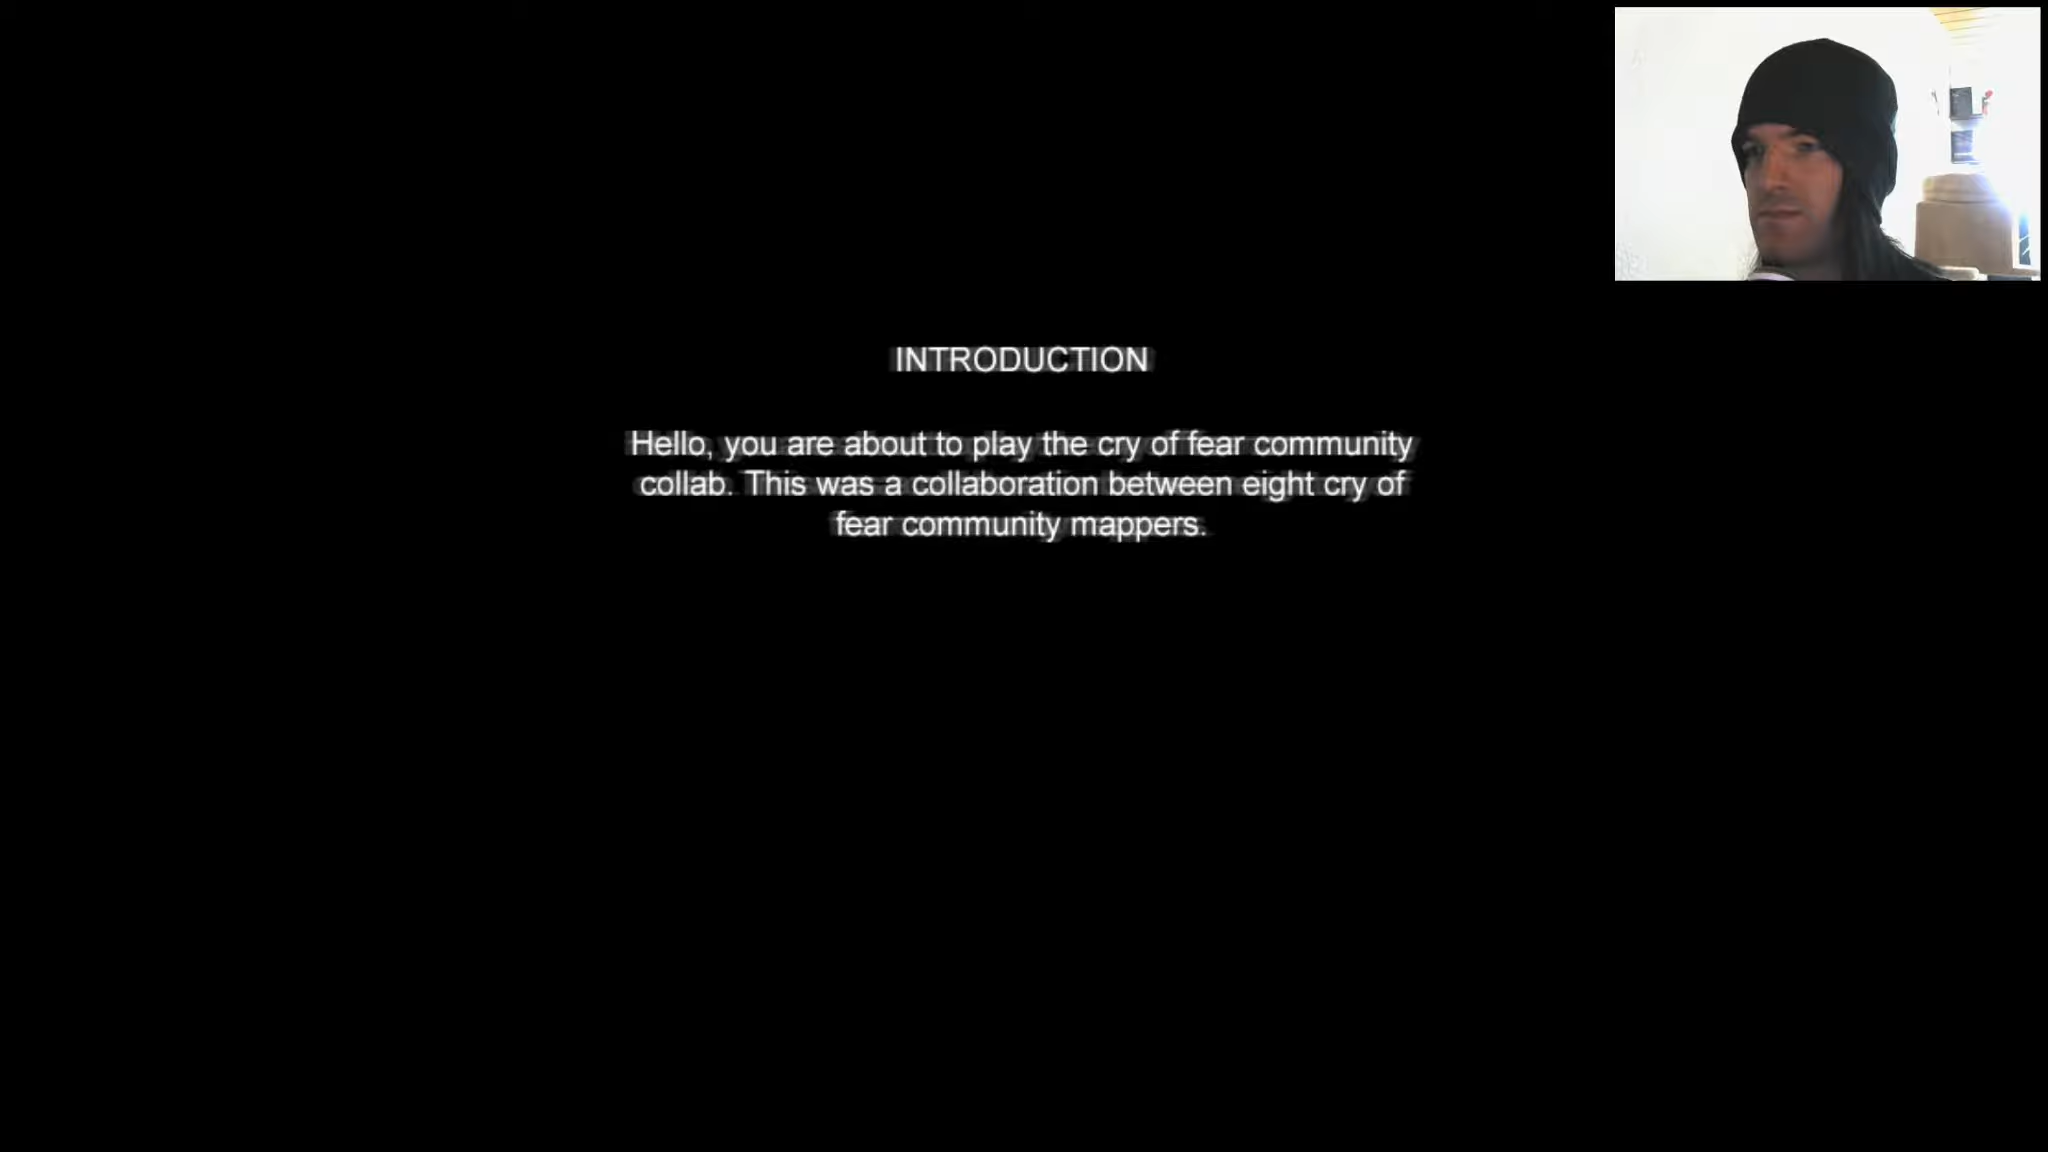 INTRODUCTION
Hello, you are about to play the cry of fear community
collab. This was a collaboration between eight cry of
fear community mappers.